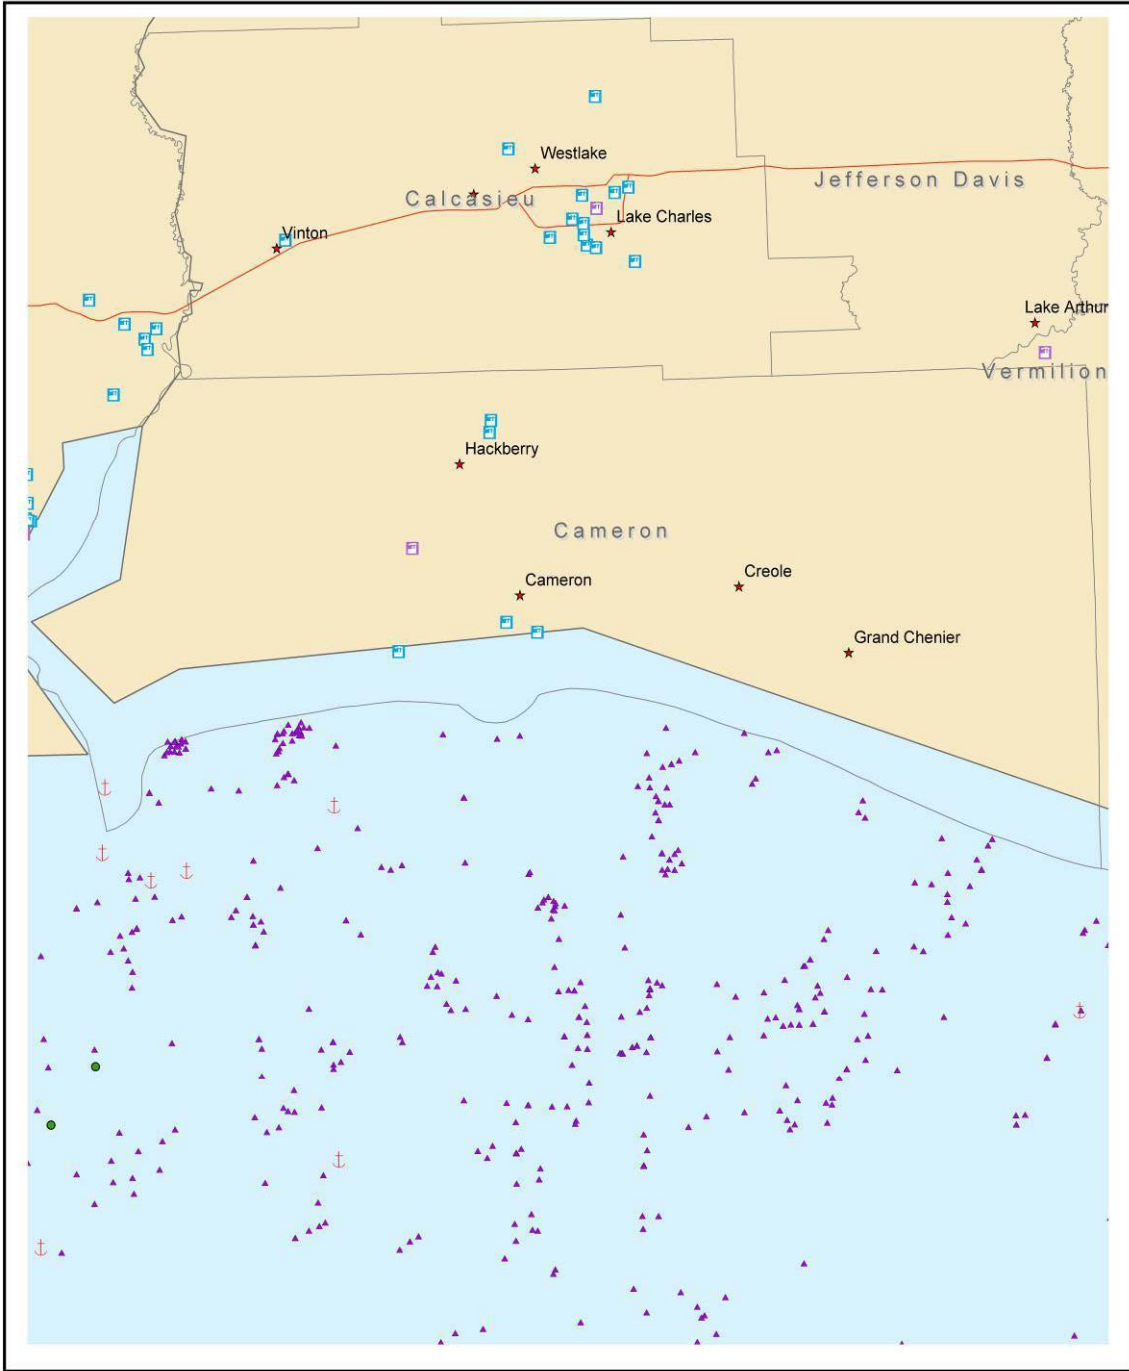 Westlake
Jefferson Davis
Calcasieu
Lake Charles
Vinton
Lake Arthur
Vermilion
Hackberry
Cameron
Creole
Cameron
Grand Chenier